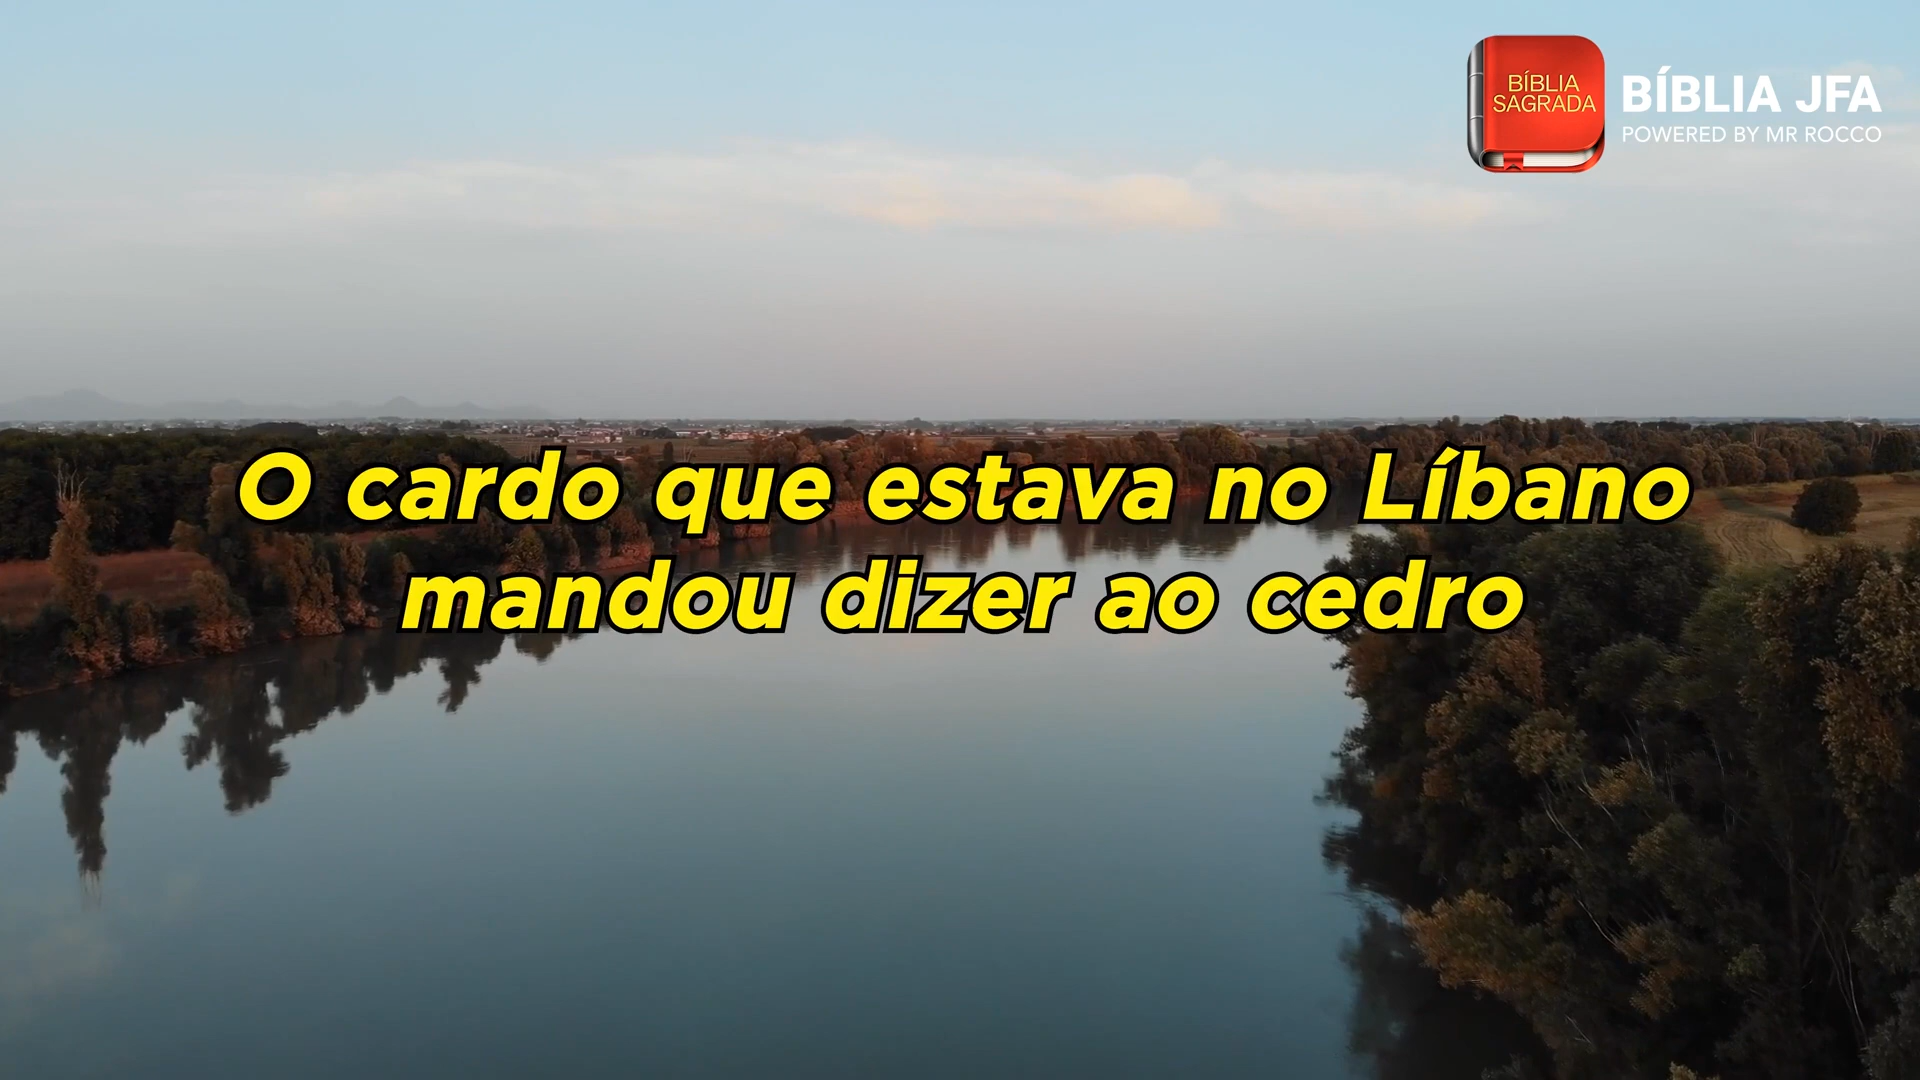 BÍBLIA
SAGRADA
BÍBLIA JFA
POWERED BY MR ROCCO
O cardo que estava no Líbano
mandou dizer ao cedro